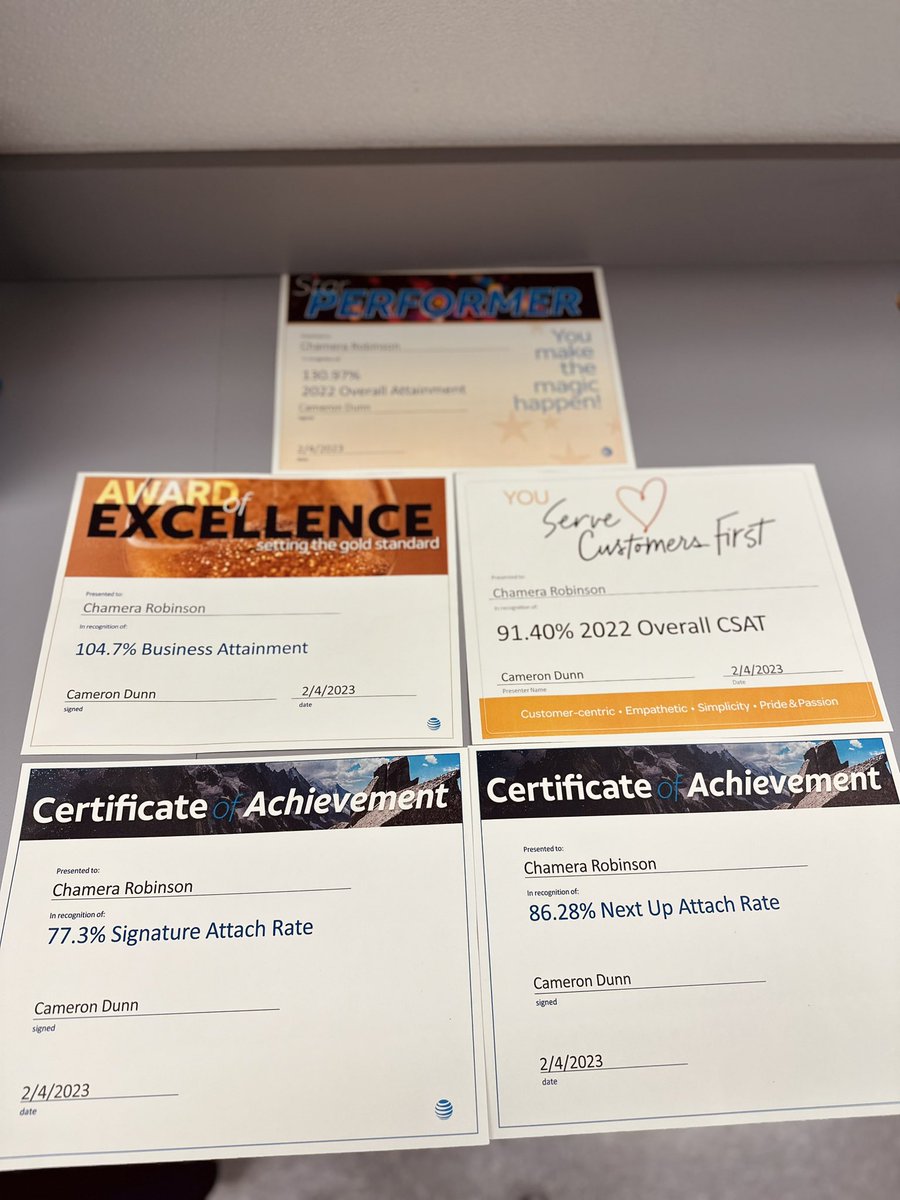 Star
PERFORMER
Chamera Robinson
130.97%
2022 Overall Attainment
Cameron Dunn
2/4/2023
You
make
the
magic
happen!
AWARD of
EXCELLENCE
setting the gold standard
Presented to:
Chamera Robinson
In recognition of:
104.7% Business Attainment
Cameron Dunn
signed
2/4/2023
date
YOU
Serve
Customers First
Presented to:
Chamera Robinson
In recognition of:
91.40% 2022 Overall CSAT
Cameron Dunn
Presenter Name
2/4/2023
Date
Customer-centric • Empathetic • Simplicity • Pride & Passion
Certificate of Achievement
Presented to:
Chamera Robinson
In recognition of:
77.3% Signature Attach Rate
Cameron Dunn
signed
2/4/2023
date
Certificate of Achievement
Presented to:
Chamera Robinson
In recognition of:
86.28% Next Up Attach Rate
Cameron Dunn
signed
2/4/2023
date